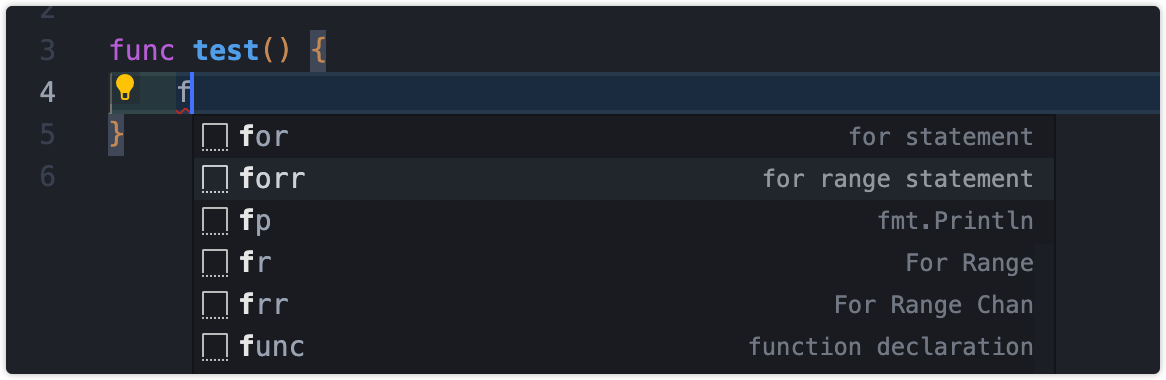 2
3 func test() {
4 f
5 }
for for statement
6 forr for range statement
fp fmt.Println
fr For Range
frr For Range Chan
func function declaration